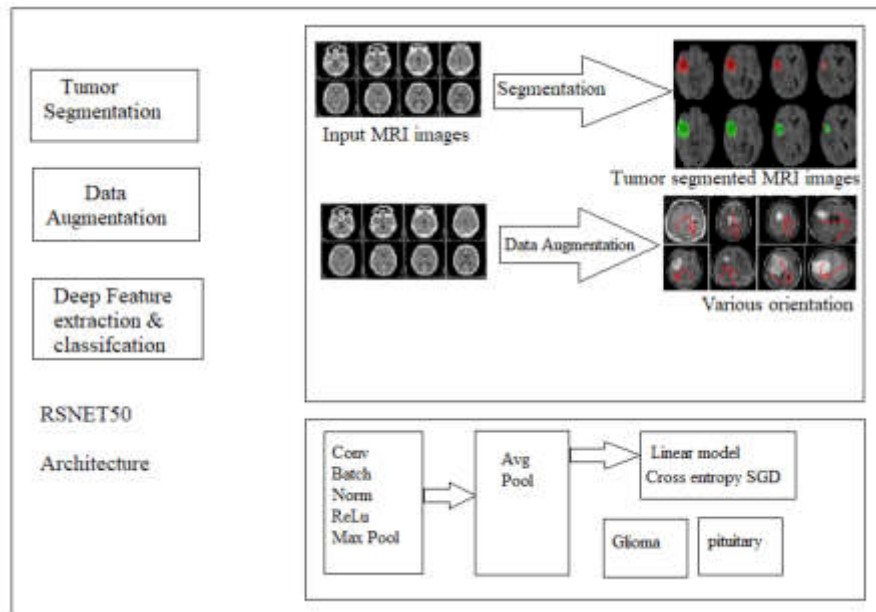 Tumor
Segmentation
Data
Augmentation
Deep Feature
extraction &
classifcation
RSNET50
Architecture
Input MRI images
Segmentation
Tumor segmented MRI images
Data Augmentation
Various orientation
Conv
Batch
Norm
ReLu
Max Pool
Avg
Pool
Linear model
Cross entropy SGD
Glioma
pituitary